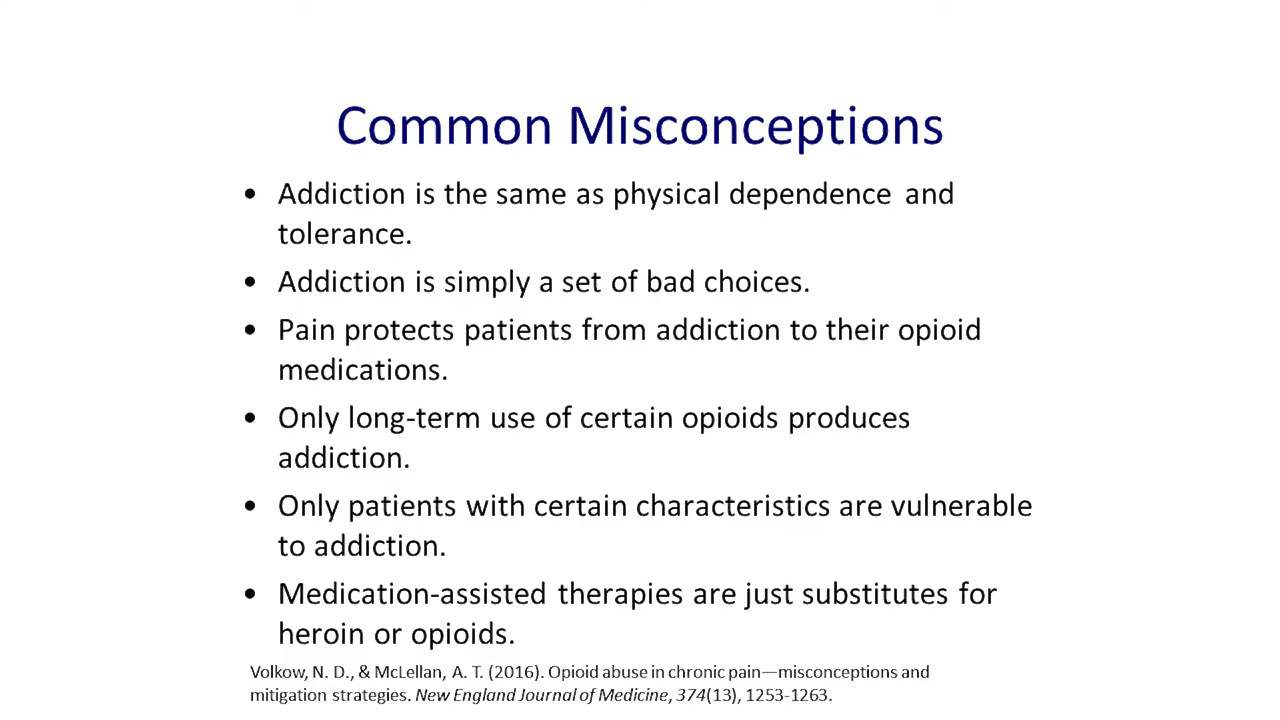 Common Misconceptions
• Addiction is the same as physical dependence and
tolerance.
• Addiction is simply a set of bad choices.
• Pain protects patients from addiction to their opioid
medications.
• Only long-term use of certain opioids produces
addiction.
• Only patients with certain characteristics are vulnerable
to addiction.
• Medication-assisted therapies are just substitutes for
heroin or opioids.
Volkow, N. D., & McLellan, A. T. (2016). Opioid abuse in chronic pain—misconceptions and
mitigation strategies. New England Journal of Medicine, 374(13), 1253-1263.